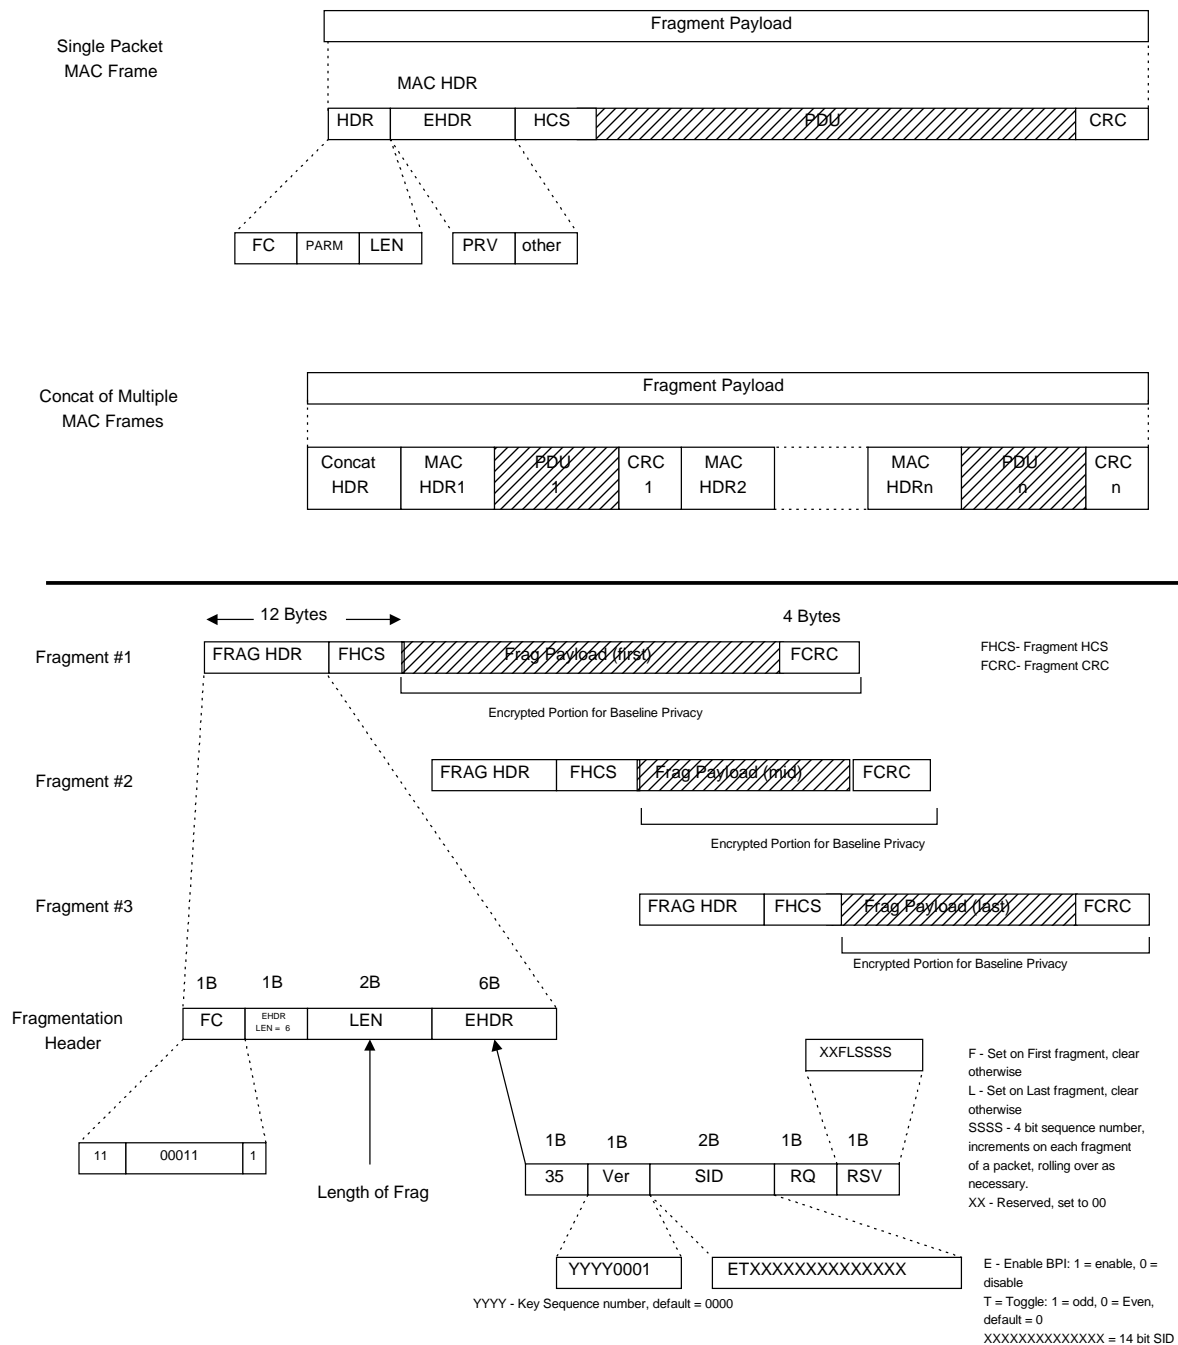 Fragment Payload
Single Packet
MAC Frame
MAC HDR
HDR EHDR HCS PDU CRC
FC PARM LEN PRV other
Fragment Payload
Concat of Multiple
MAC Frames
Concat HDR MAC HDR1 PDU 1 CRC 1 MAC HDR2 MAC HDRn PDU n CRC n
12 Bytes 4 Bytes
Fragment #1
FRAG HDR FHCS Frag Payload (first) FCRC
FHCS- Fragment HCS
FCRC- Fragment CRC
Encrypted Portion for Baseline Privacy
Fragment #2
FRAG HDR FHCS Frag Payload (mid) FCRC
Encrypted Portion for Baseline Privacy
Fragment #3
FRAG HDR FHCS Frag Payload (last) FCRC
Encrypted Portion for Baseline Privacy
1B 1B 2B 6B
Fragmentation
Header
FC EHDR LEN = 6 LEN EHDR
11 00011 1
Length of Frag
XXFLSSSS
F - Set on First fragment, clear
otherwise
L - Set on Last fragment, clear
otherwise
SSSS - 4 bit sequence number,
increments on each fragment
of a packet, rolling over as
necessary.
XX - Reserved, set to 00
1B 1B 2B 1B 1B
35 Ver SID RQ RSV
YYYY0001
ETXXXXXXXXXXXXXX
YYYY - Key Sequence number, default = 0000
E - Enable BPI: 1 = enable, 0 =
disable
T = Toggle: 1 = odd, 0 = Even,
default = 0
XXXXXXXXXXXXXX = 14 bit SID